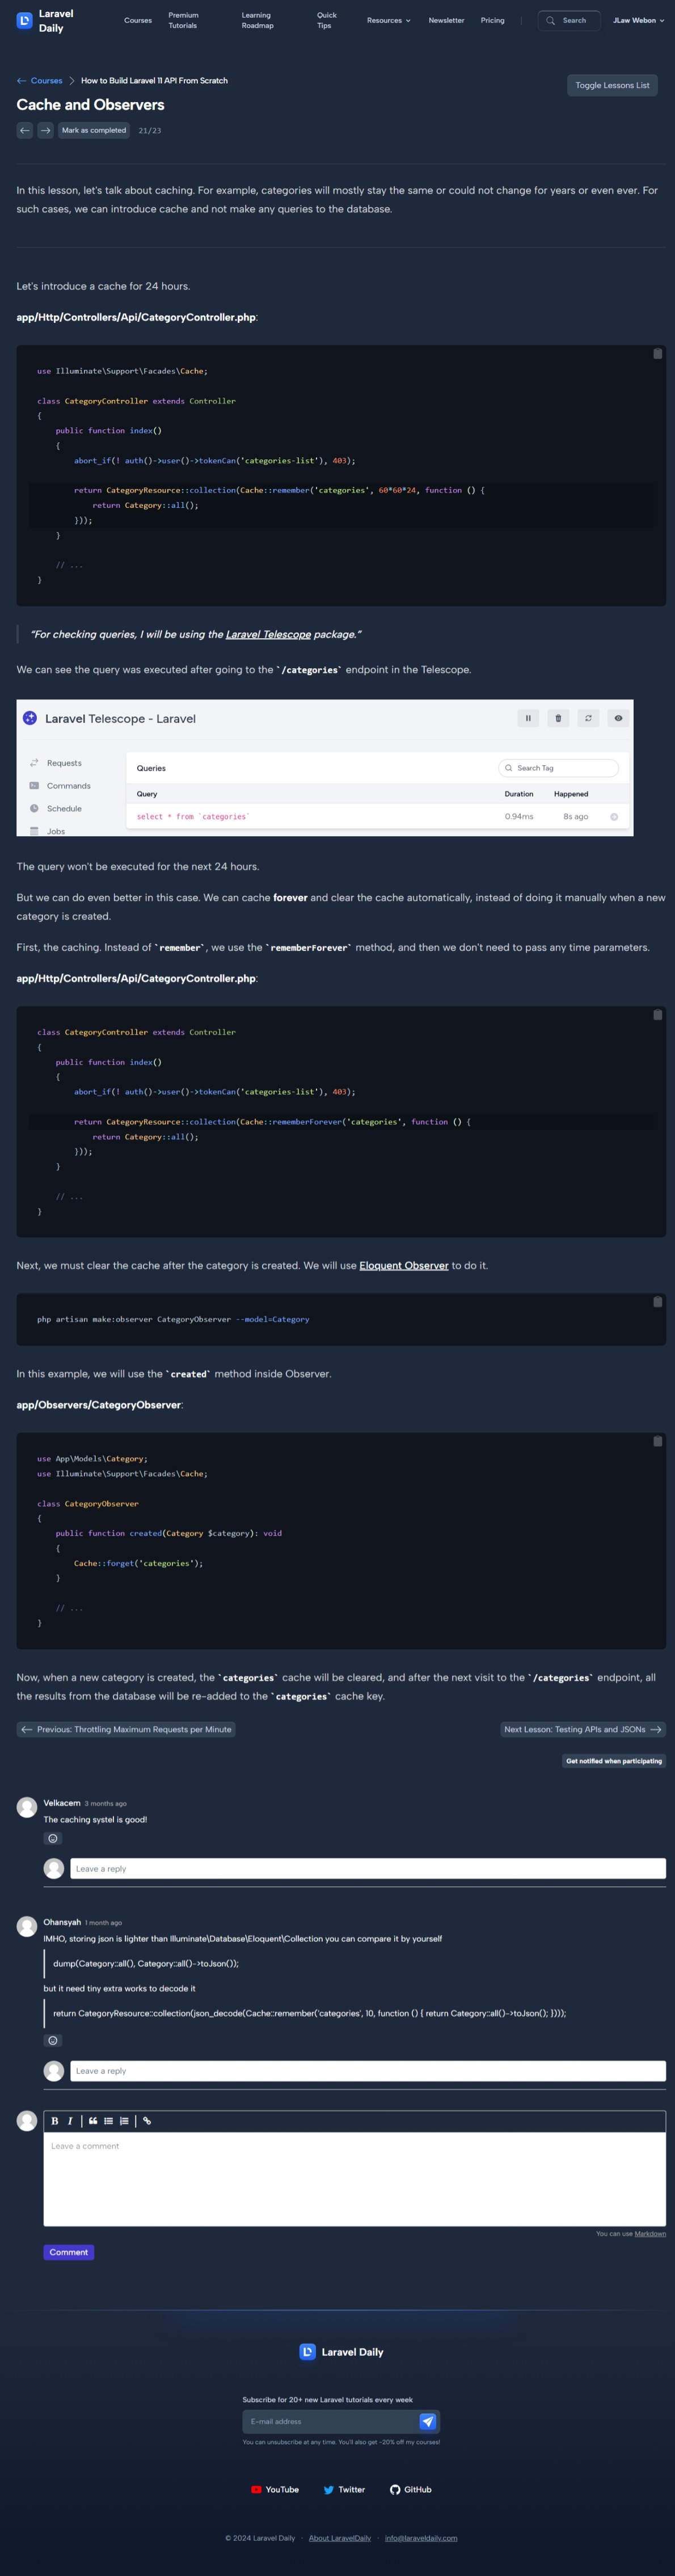 Laravel
Daily
Courses
Premium
Tutorials
Learning
Roadmap
Quick
Tips
Resources
Newsletter
Pricing
Search
JLaw Webon
← Courses
How to Build Laravel 11 API From Scratch
Toggle Lessons List
Cache and Observers
← → Mark as completed 21/23
In this lesson, let's talk about caching. For example, categories will mostly stay the same or could not change for years or even ever. For
such cases, we can introduce cache and not make any queries to the database.
Let's introduce a cache for 24 hours.
app/Http/Controllers/Api/CategoryController.php:
use Illuminate\Support\Facades\Cache;
class CategoryController extends Controller
{
public function index()
{
abort_if(! auth()->user()->tokenCan('categories-list'), 403);
return CategoryResource::collection(Cache::remember('categories', 60*60*24, function () {
return Category::all();
}));
}
// ...
}
“For checking queries, I will be using the Laravel Telescope package.”
We can see the query was executed after going to the `/categories` endpoint in the Telescope.
Laravel Telescope - Laravel
Requests
Commands
Schedule
Jobs
Queries
Search Tag
Query Duration Happened
select * from `categories` 0.94ms 8s ago
The query won't be executed for the next 24 hours.
But we can do even better in this case. We can cache forever and clear the cache automatically, instead of doing it manually when a new
category is created.
First, the caching. Instead of `remember`, we use the `rememberForever` method, and then we don't need to pass any time parameters.
app/Http/Controllers/Api/CategoryController.php:
class CategoryController extends Controller
{
public function index()
{
abort_if(! auth()->user()->tokenCan('categories-list'), 403);
return CategoryResource::collection(Cache::rememberForever('categories', function () {
return Category::all();
}));
}
// ...
}
Next, we must clear the cache after the category is created. We will use Eloquent Observer to do it.
php artisan make:observer CategoryObserver --model=Category
In this example, we will use the `created` method inside Observer.
app/Observers/CategoryObserver:
use App\Models\Category;
use Illuminate\Support\Facades\Cache;
class CategoryObserver
{
public function created(Category $category): void
{
Cache::forget('categories');
}
// ...
}
Now, when a new category is created, the `categories` cache will be cleared, and after the next visit to the `/categories` endpoint, all
the results from the database will be re-added to the `categories` cache key.
← Previous: Throttling Maximum Requests per Minute
Next Lesson: Testing APIs and JSONs →
Get notified when participating
Velkacem 3 months ago
The caching systel is good!
Leave a reply
Ohansyah 1 month ago
IMHO, storing json is lighter than Illuminate\Database\Eloquent\Collection you can compare it by yourself
dump(Category::all(), Category::all()->toJson());
but it need tiny extra works to decode it
return CategoryResource::collection(json_decode(Cache::remember('categories', 10, function () { return Category::all()->toJson(); })));
Leave a reply
B I
Leave a comment
You can use Markdown
Comment
Laravel Daily
Subscribe for 20+ new Laravel tutorials every week
E-mail address
You can unsubscribe at any time. You'll also get -20% off my courses!
YouTube Twitter GitHub
© 2024 Laravel Daily · About LaravelDaily · info@laraveldaily.com